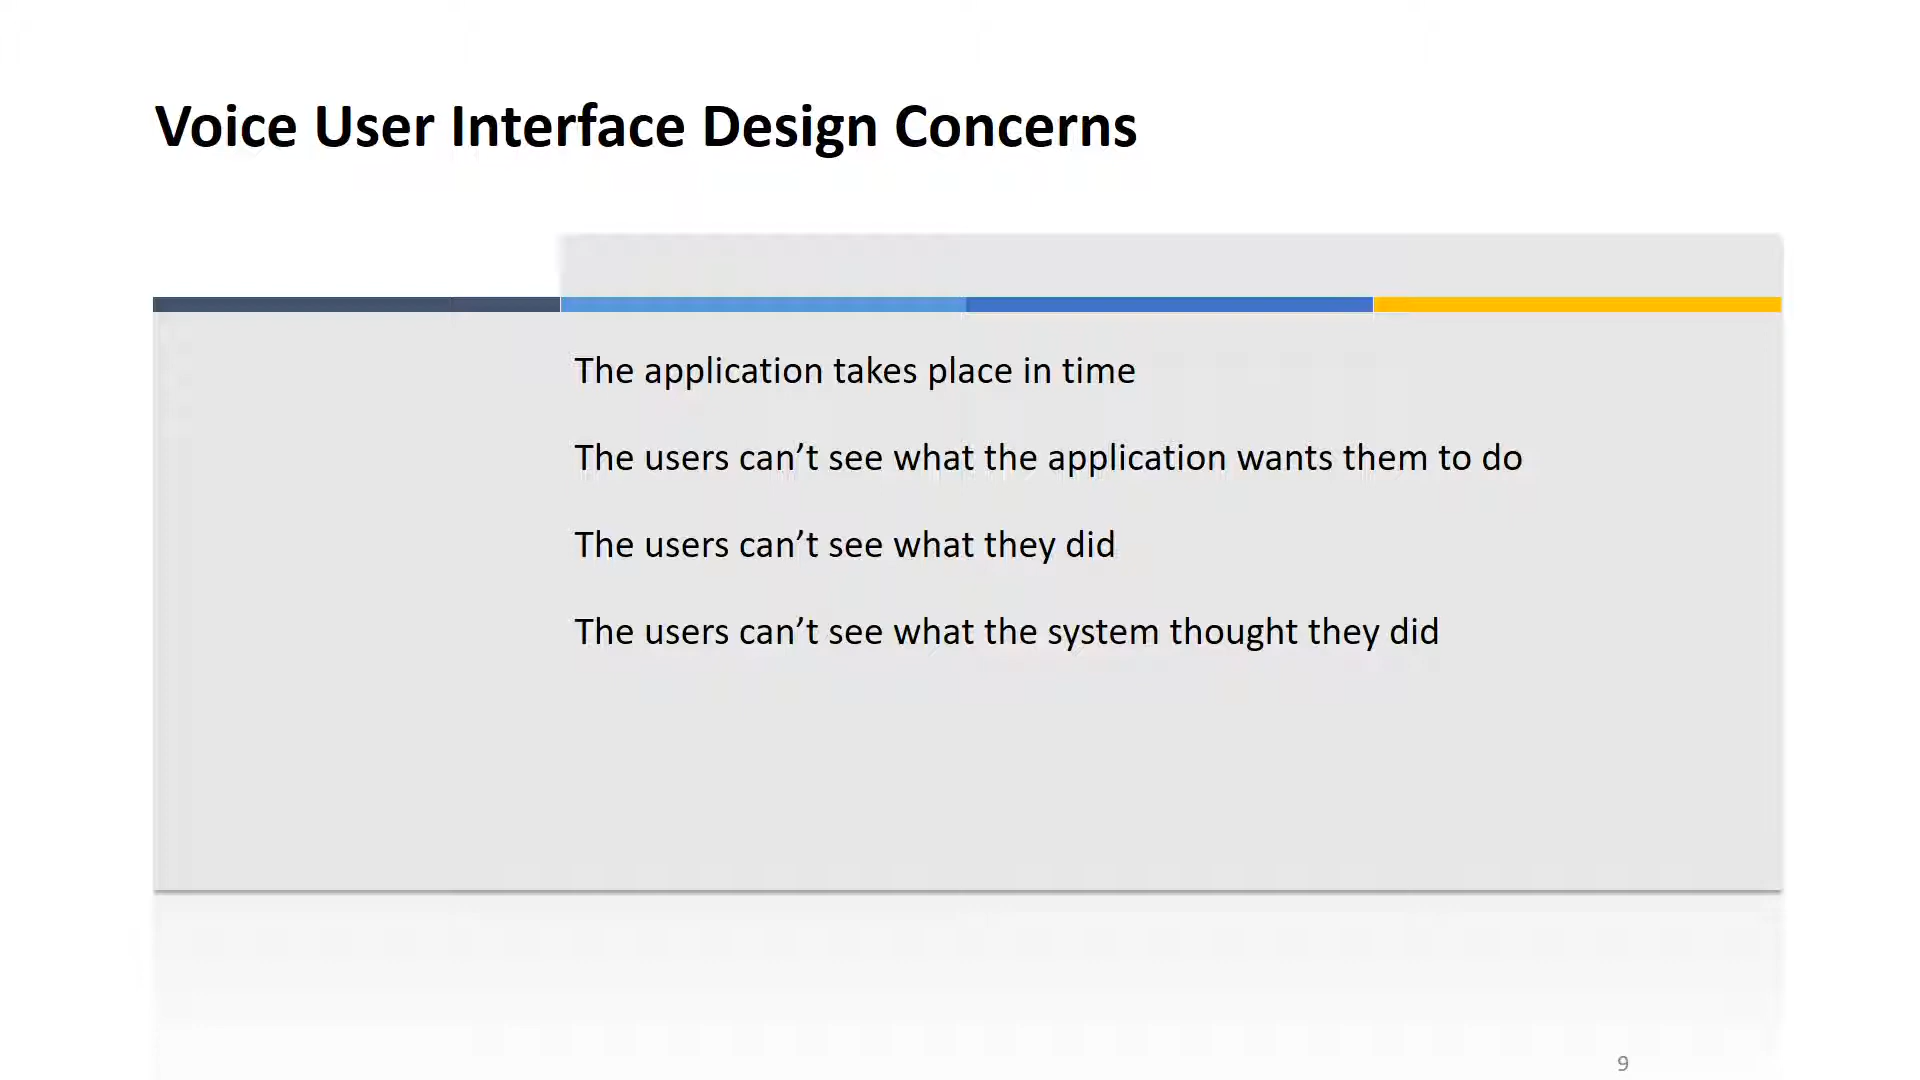 Voice User Interface Design Concerns
The application takes place in time
The users can’t see what the application wants them to do
The users can’t see what they did
The users can’t see what the system thought they did
9